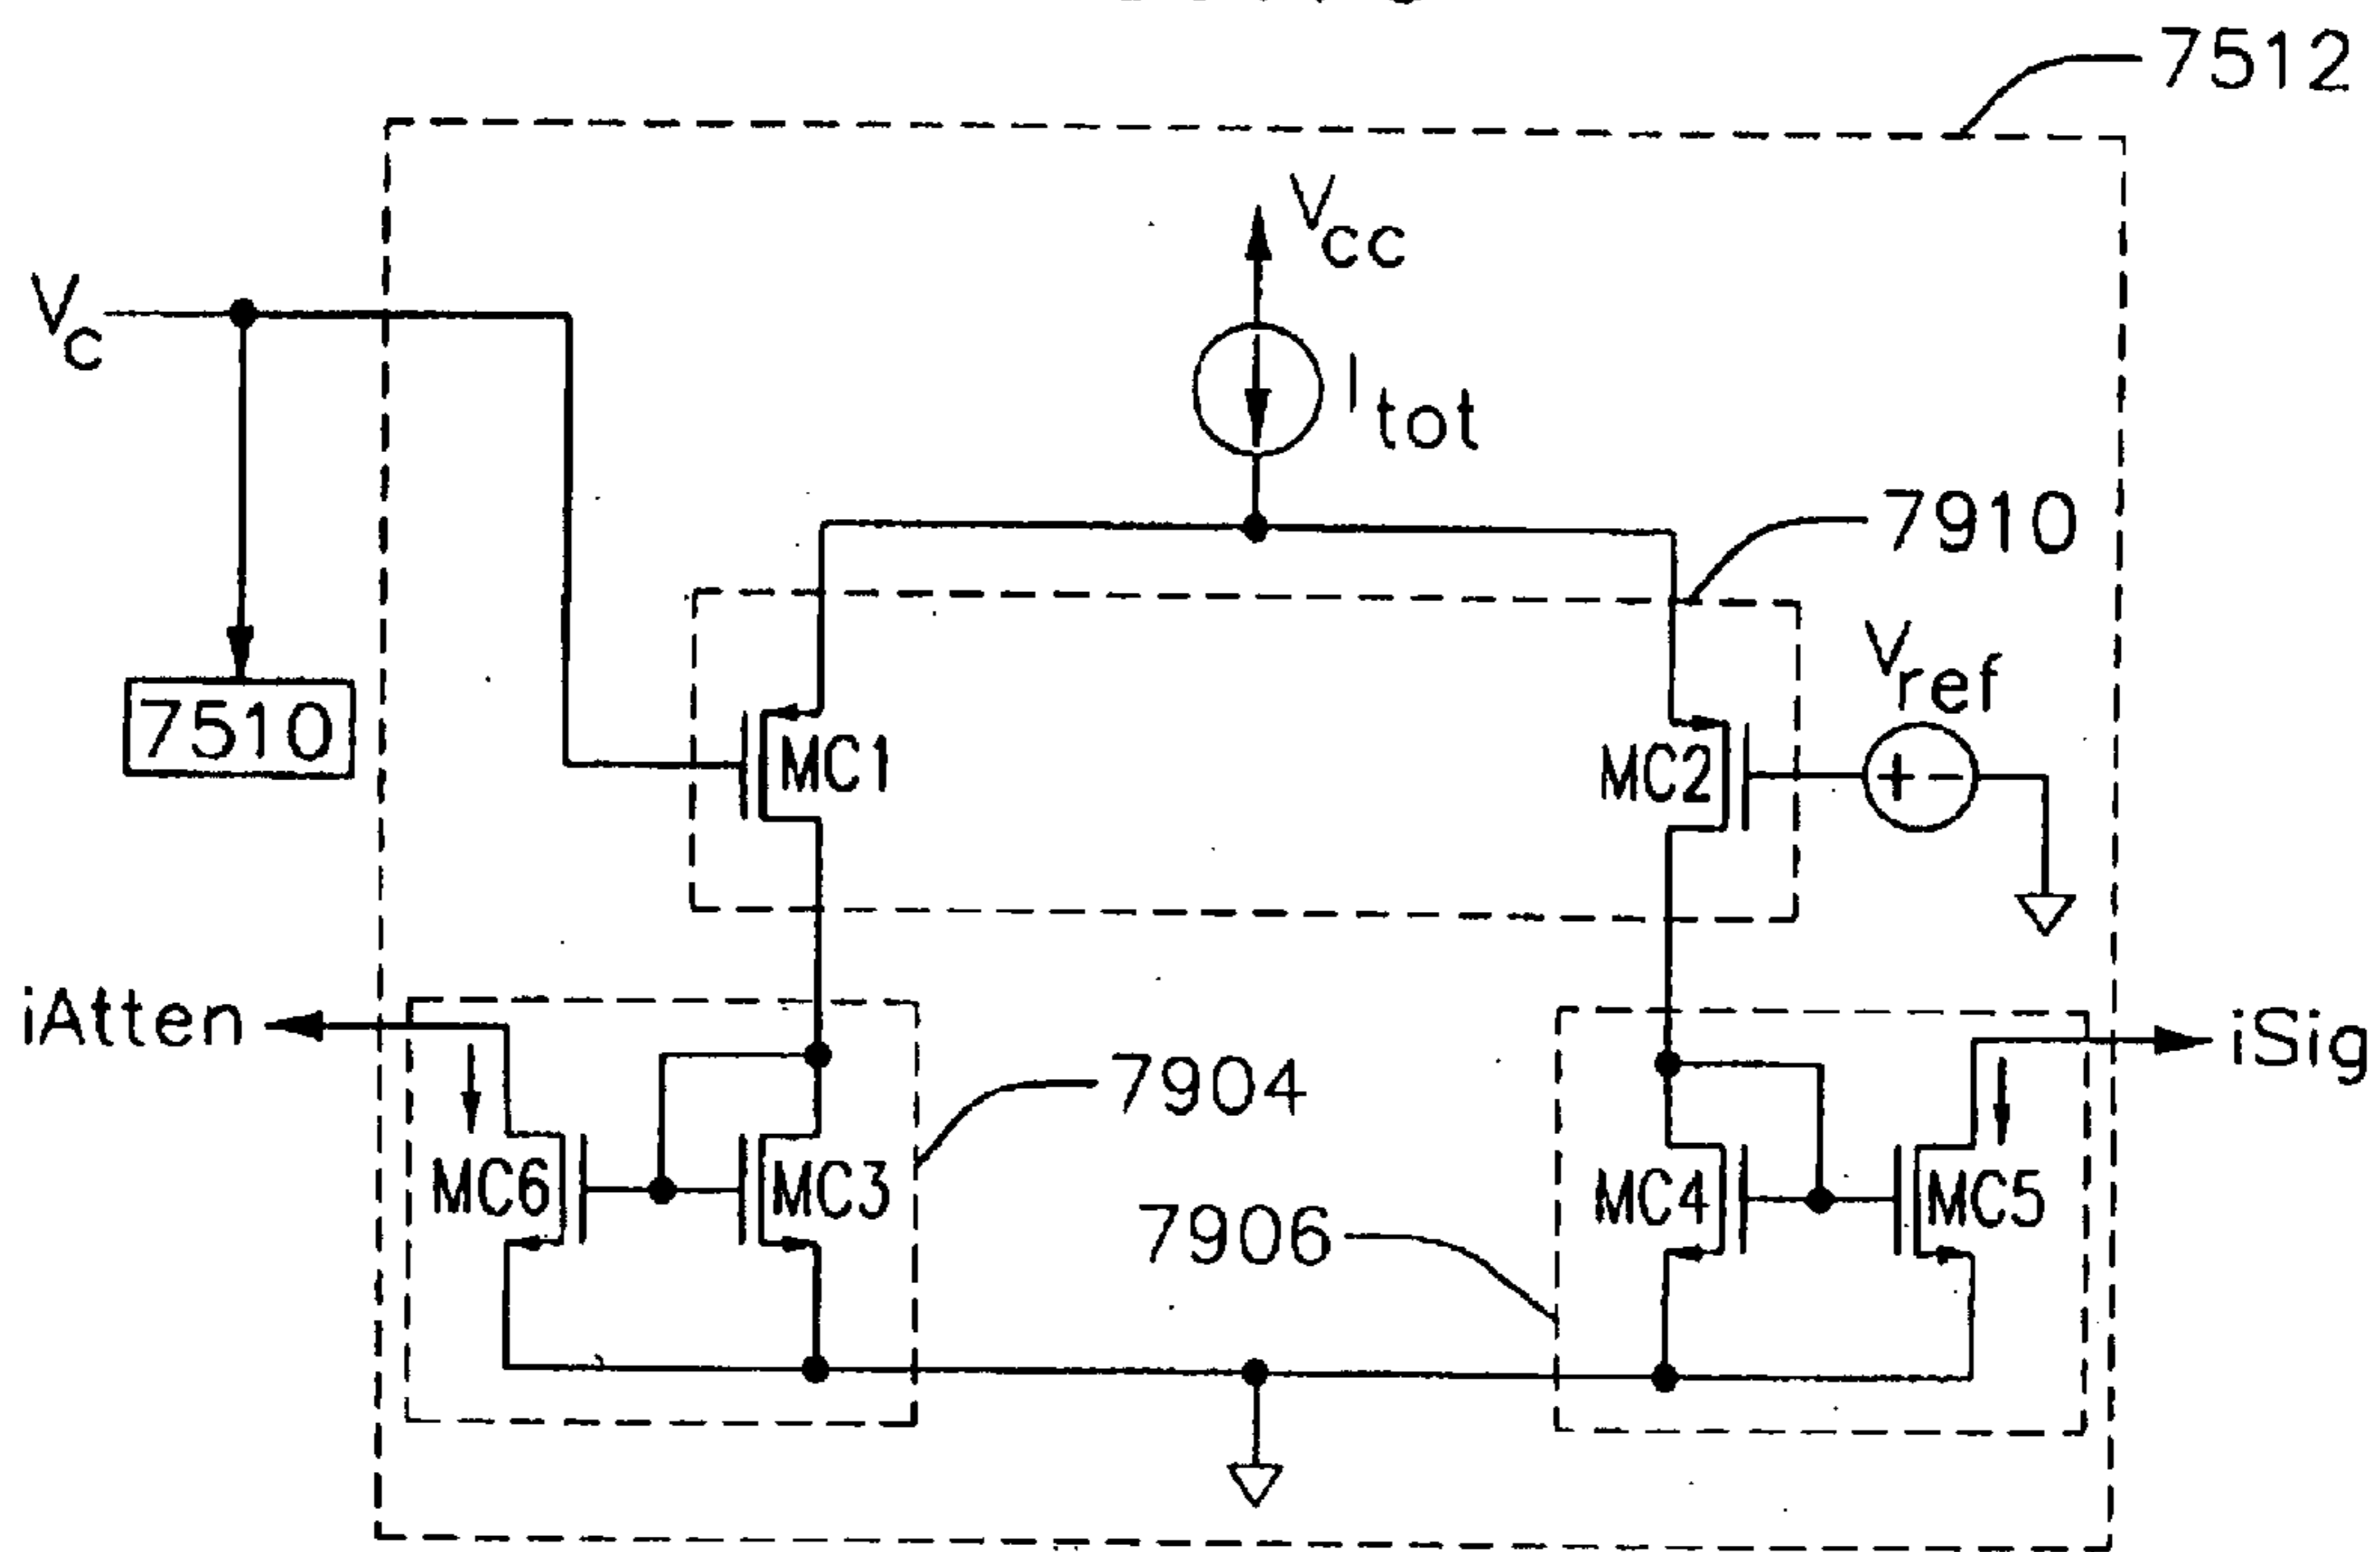 7512
Vcc
Vc
Itot
7910
Vref
7510
MC1
MC2
iAtten
iSig
7904
MC6
MC3
MC4
MC5
7906